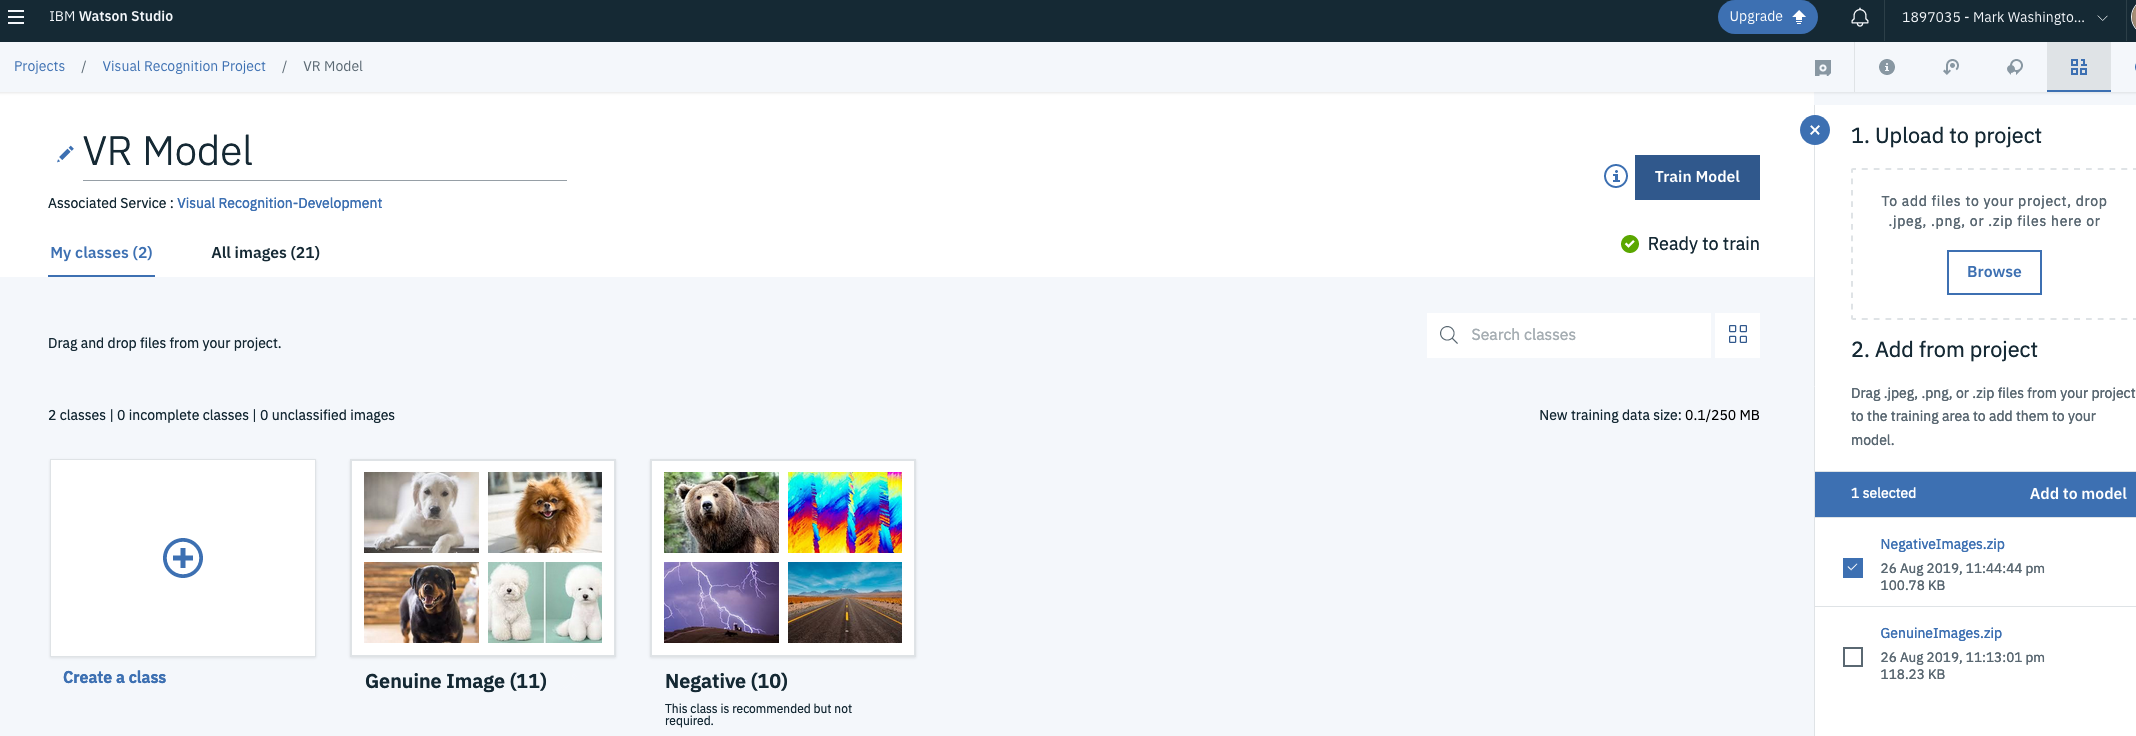 IBM Watson Studio
Upgrade
1897035 - Mark Washingto...
Projects / Visual Recognition Project / VR Model
VR Model
Train Model
Associated Service : Visual Recognition-Development
My classes (2)
All images (21)
Ready to train
Drag and drop files from your project.
Search classes
2 classes | 0 incomplete classes | 0 unclassified images
New training data size: 0.1/250 MB
Create a class
Genuine Image (11)
Negative (10)
This class is recommended but not
required.
1. Upload to project
To add files to your project, drop
.jpeg, .png, or .zip files here or
Browse
2. Add from project
Drag .jpeg, .png, or .zip files from your project
to the training area to add them to your
model.
1 selected
Add to model
NegativeImages.zip
26 Aug 2019, 11:44:44 pm
100.78 KB
GenuineImages.zip
26 Aug 2019, 11:13:01 pm
118.23 KB